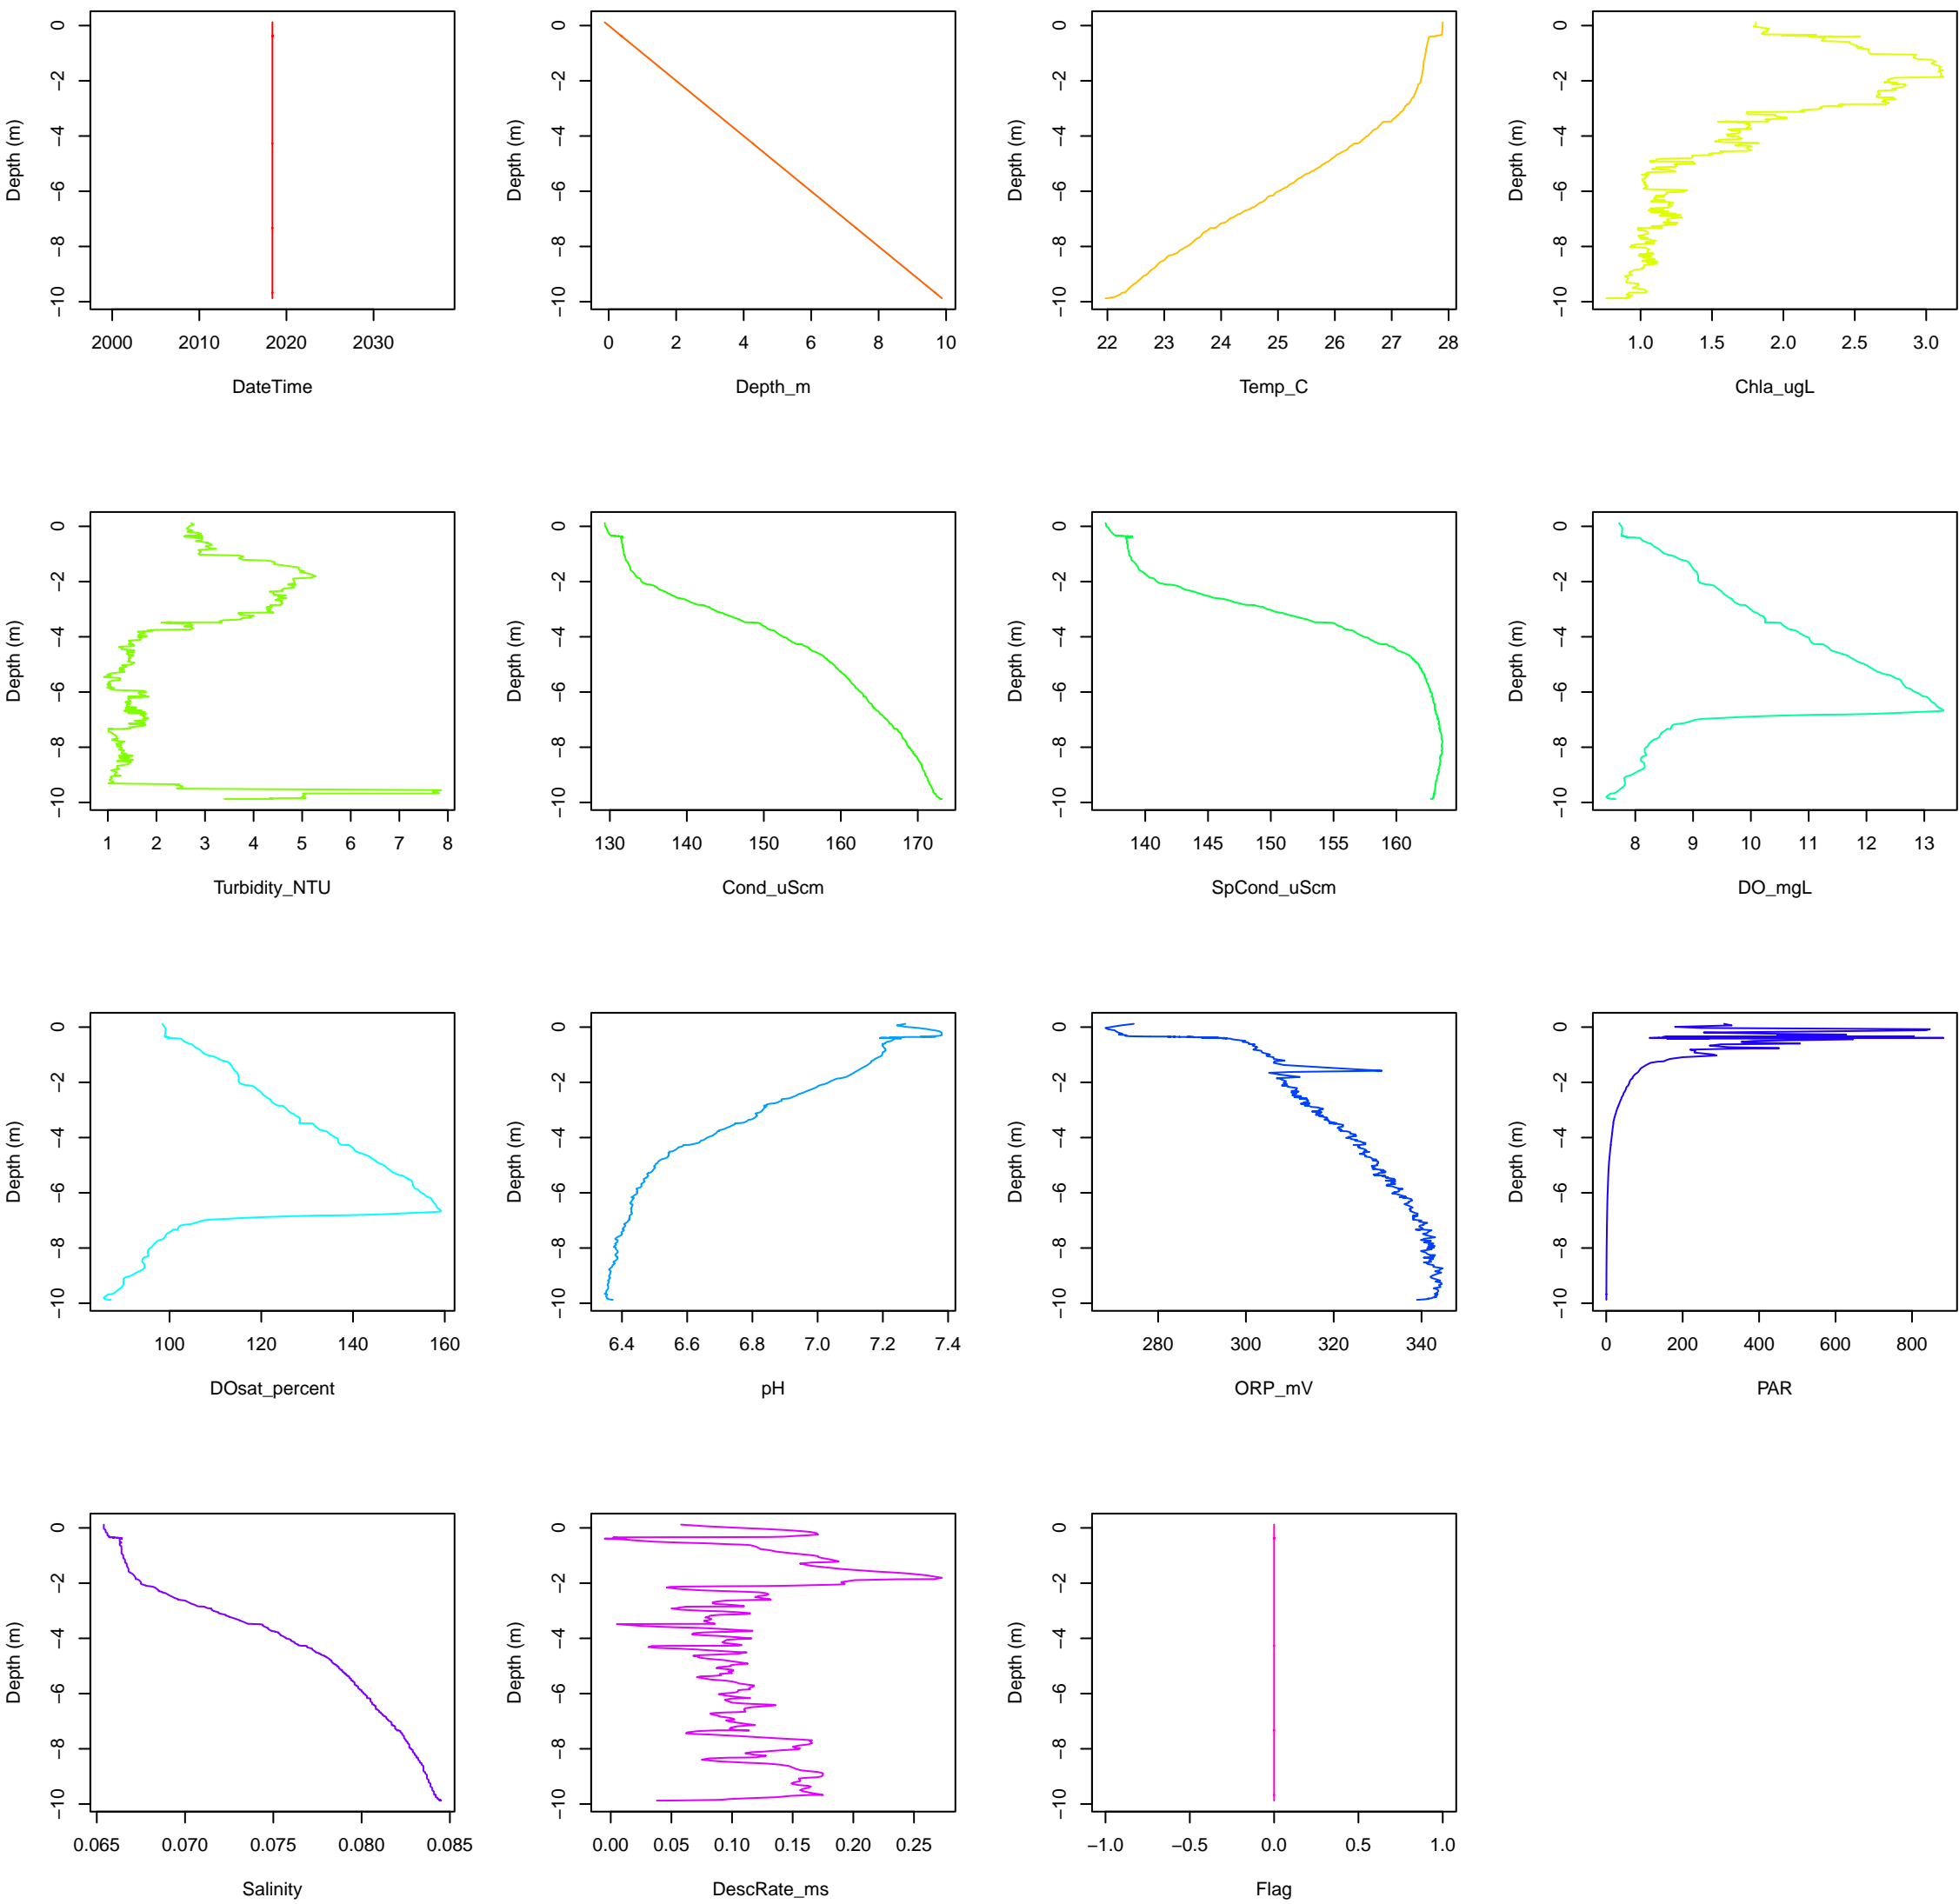 Depth (m)
0
−2
−4
−6
−8
−10
2000 2010 2020 2030
DateTime
Depth (m)
0
−2
−4
−6
−8
−10
0 2 4 6 8 10
Depth_m
Depth (m)
0
−2
−4
−6
−8
−10
22 23 24 25 26 27 28
Temp_C
Depth (m)
0
−2
−4
−6
−8
−10
1.0 1.5 2.0 2.5 3.0
Chla_ugL
Depth (m)
0
−2
−4
−6
−8
−10
1 2 3 4 5 6 7 8
Turbidity_NTU
Depth (m)
0
−2
−4
−6
−8
−10
130 140 150 160 170
Cond_uScm
Depth (m)
0
−2
−4
−6
−8
−10
140 145 150 155 160
SpCond_uScm
Depth (m)
0
−2
−4
−6
−8
−10
8 9 10 11 12 13
DO_mgL
Depth (m)
0
−2
−4
−6
−8
−10
100 120 140 160
DOsat_percent
Depth (m)
0
−2
−4
−6
−8
−10
6.4 6.6 6.8 7.0 7.2 7.4
pH
Depth (m)
0
−2
−4
−6
−8
−10
280 300 320 340
ORP_mV
Depth (m)
0
−2
−4
−6
−8
−10
0 200 400 600 800
PAR
Depth (m)
0
−2
−4
−6
−8
−10
0.065 0.070 0.075 0.080 0.085
Salinity
Depth (m)
0
−2
−4
−6
−8
−10
0.00 0.05 0.10 0.15 0.20 0.25
DescRate_ms
Depth (m)
0
−2
−4
−6
−8
−10
−1.0 −0.5 0.0 0.5 1.0
Flag